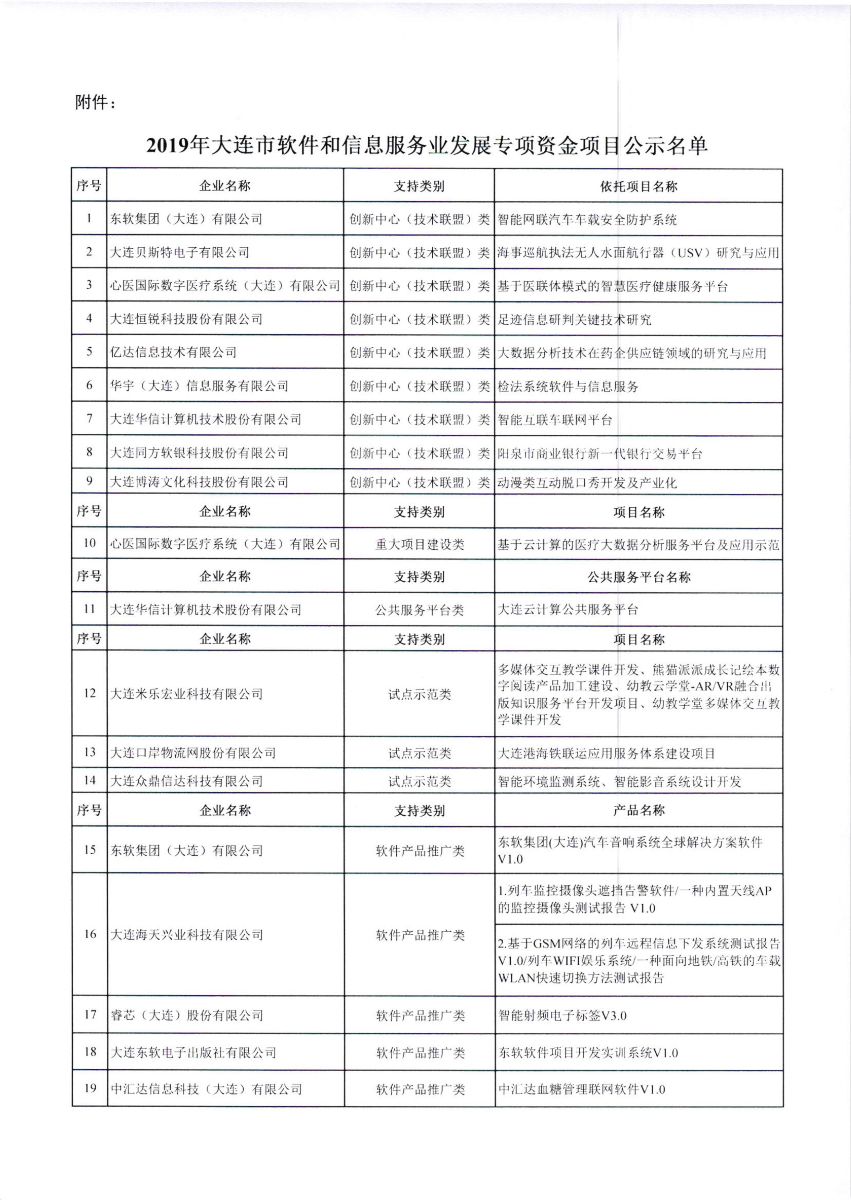 附件：
2019年大连市软件和信息服务业发展专项资金项目公示名单
序号 企业名称 支持类别 依托项目名称
1 东软集团（大连）有限公司 创新中心（技术联盟）类 智能网联汽车车载安全防护系统
2 大连贝斯特电子有限公司 创新中心（技术联盟）类 海事巡航执法无人水面航行器（USV）研究与应用
3 心医国际数字医疗系统（大连）有限公司 创新中心（技术联盟）类 基于医联体模式的智慧医疗健康服务平台
4 大连恒锐科技股份有限公司 创新中心（技术联盟）类 足迹信息研判关键技术研究
5 亿达信息技术有限公司 创新中心（技术联盟）类 大数据分析技术在药企供应链领域的研究与应用
6 华宇（大连）信息服务有限公司 创新中心（技术联盟）类 检法系统软件与信息服务
7 大连华信计算机技术股份有限公司 创新中心（技术联盟）类 智能互联车联网平台
8 大连同方软银科技股份有限公司 创新中心（技术联盟）类 阳泉市商业银行新一代银行交易平台
9 大连博涛文化科技股份有限公司 创新中心（技术联盟）类 动漫类互动脱口秀开发及产业化
序号 企业名称 支持类别 项目名称
10 心医国际数字医疗系统（大连）有限公司 重大项目建设类 基于云计算的医疗大数据分析服务平台及应用示范
序号 企业名称 支持类别 公共服务平台名称
11 大连华信计算机技术股份有限公司 公共服务平台类 大连云计算公共服务平台
序号 企业名称 支持类别 项目名称
12 大连米乐宏业科技有限公司 试点示范类 多媒体交互教学课件开发、熊猫派派成长记绘本数
字阅读产品加工建设、幼教云学堂-AR/VR融合出
版知识服务平台开发项目、幼教学堂多媒体交互教
学课件开发
13 大连口岸物流网股份有限公司 试点示范类 大连港海铁联运应用服务体系建设项目
14 大连众鼎信达科技有限公司 试点示范类 智能环境监测系统、智能影音系统设计开发
序号 企业名称 支持类别 产品名称
15 东软集团（大连）有限公司 软件产品推广类 东软集团(大连)汽车音响系统全球解决方案软件
V1.0
16 大连海天兴业科技有限公司 软件产品推广类 1.列车监控摄像头遮挡告警软件/一种内置天线AP
的监控摄像头测试报告 V1.0
2.基于GSM网络的列车远程信息下发系统测试报告
V1.0/列车WIFI娱乐系统/一种面向地铁/高铁的车载
WLAN快速切换方法测试报告
17 睿芯（大连）股份有限公司 软件产品推广类 智能射频电子标签V3.0
18 大连东软电子出版社有限公司 软件产品推广类 东软软件项目开发实训系统V1.0
19 中汇达信息科技（大连）有限公司 软件产品推广类 中汇达血糖管理联网软件V1.0